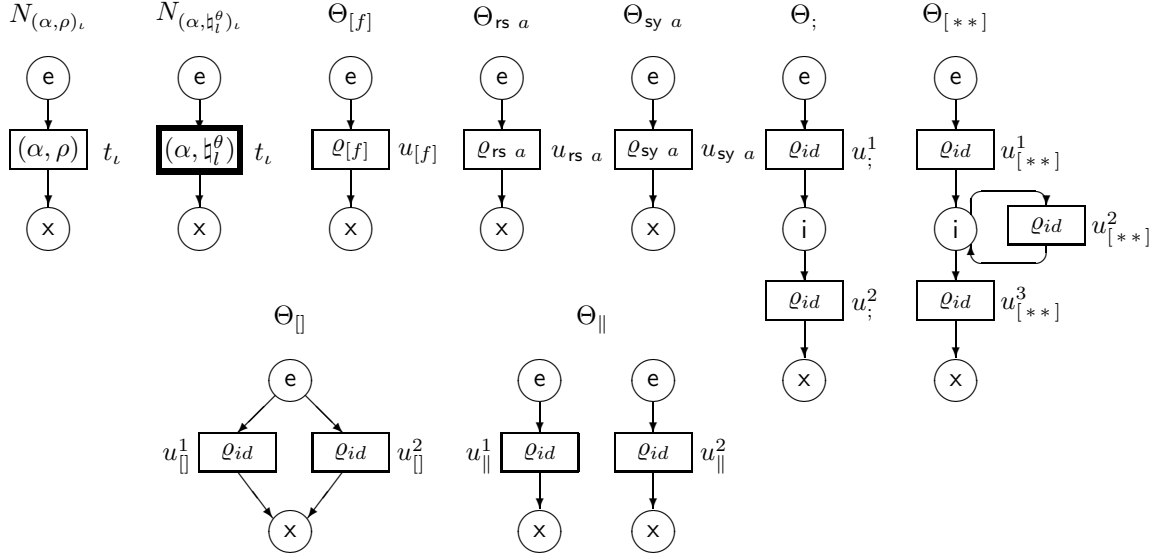 N_{(α,ρ)_ι} N_{(α,♮_l^θ)_ι} Θ_{[f]} Θ_{rs a} Θ_{sy a} Θ_; Θ_{[**]}
e e e e e e e
(α, ρ) t_ι (α, ♮_l^θ) t_ι ϱ_{[f]} u_{[f]} ϱ_{rs a} u_{rs a} ϱ_{sy a} u_{sy a} ϱ_{id} u_;^1 ϱ_{id} u_{[**]}^1
x x x x x i i ϱ_{id} u_{[**]}^2
ϱ_{id} u_;^2 ϱ_{id} u_{[**]}^3
Θ_{[]} Θ_∥
e e e x x
u_{[]}^1 ϱ_{id} ϱ_{id} u_{[]}^2 u_∥^1 ϱ_{id} ϱ_{id} u_∥^2
x x x